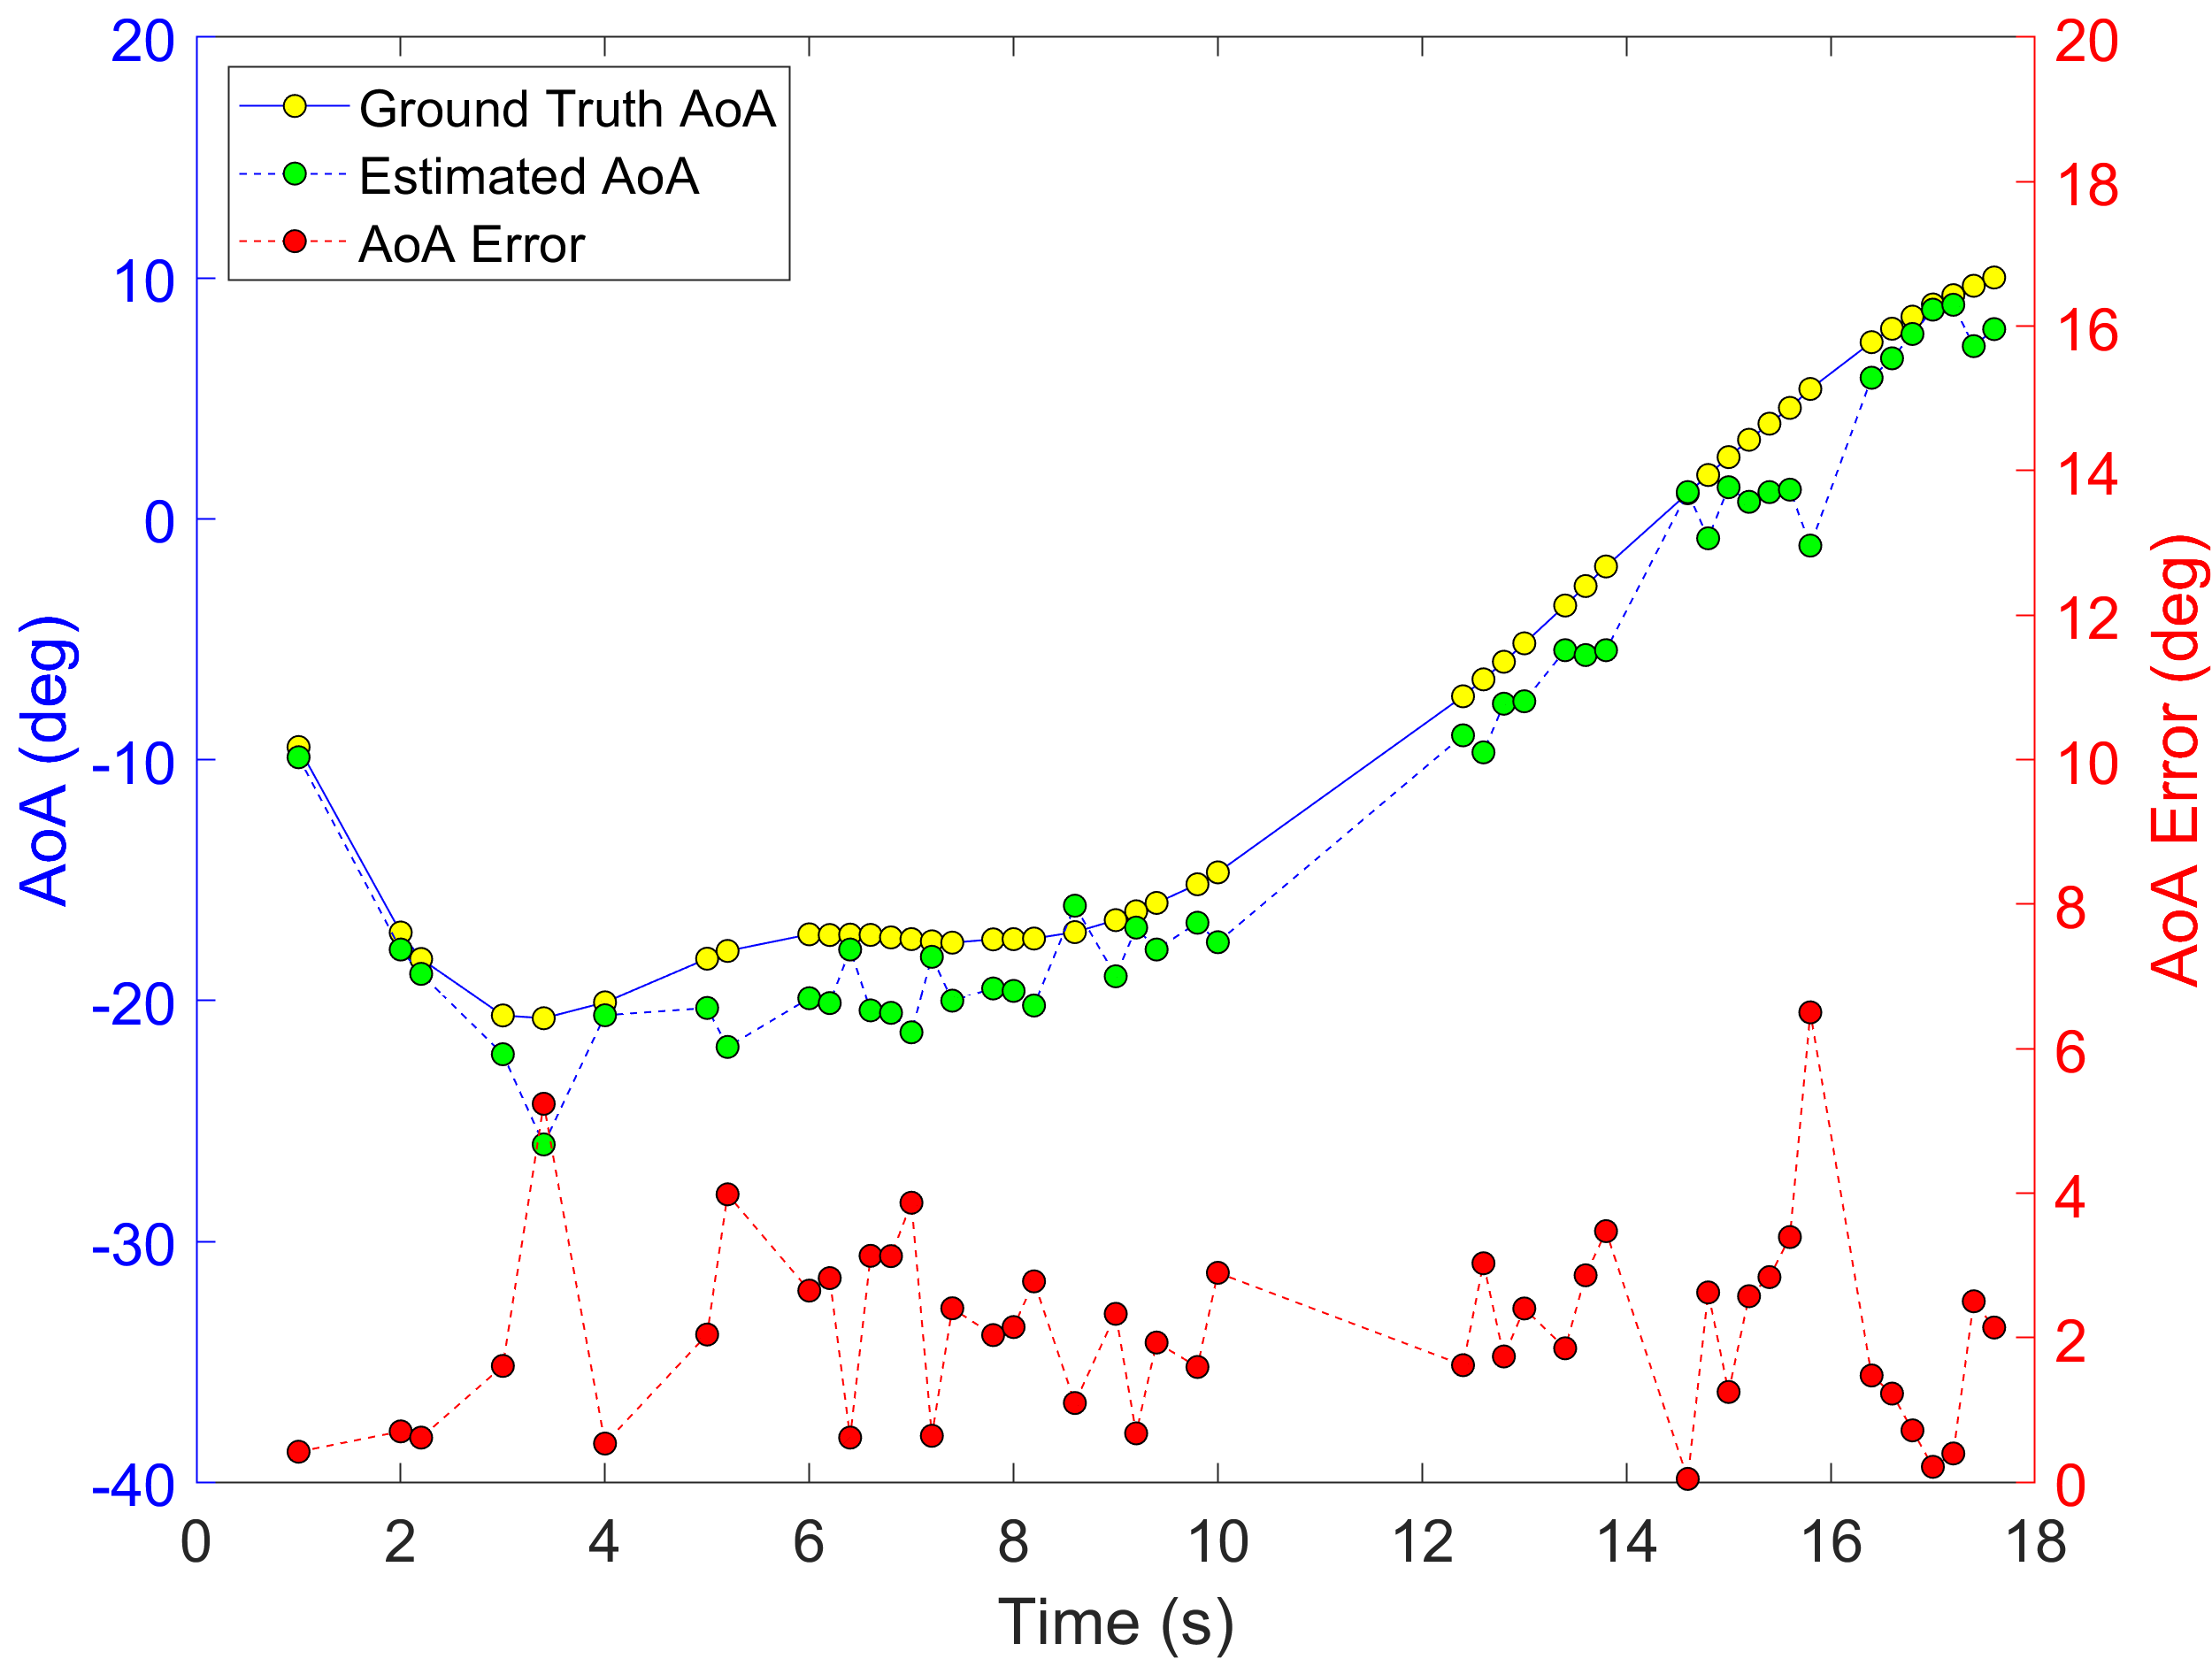 Ground Truth AoA
Estimated AoA
AoA Error
20
10
0
-10
-20
-30
-40
AoA (deg)
20
18
16
14
12
10
8
6
4
2
0
AoA Error (deg)
0 2 4 6 8 10 12 14 16 18
Time (s)